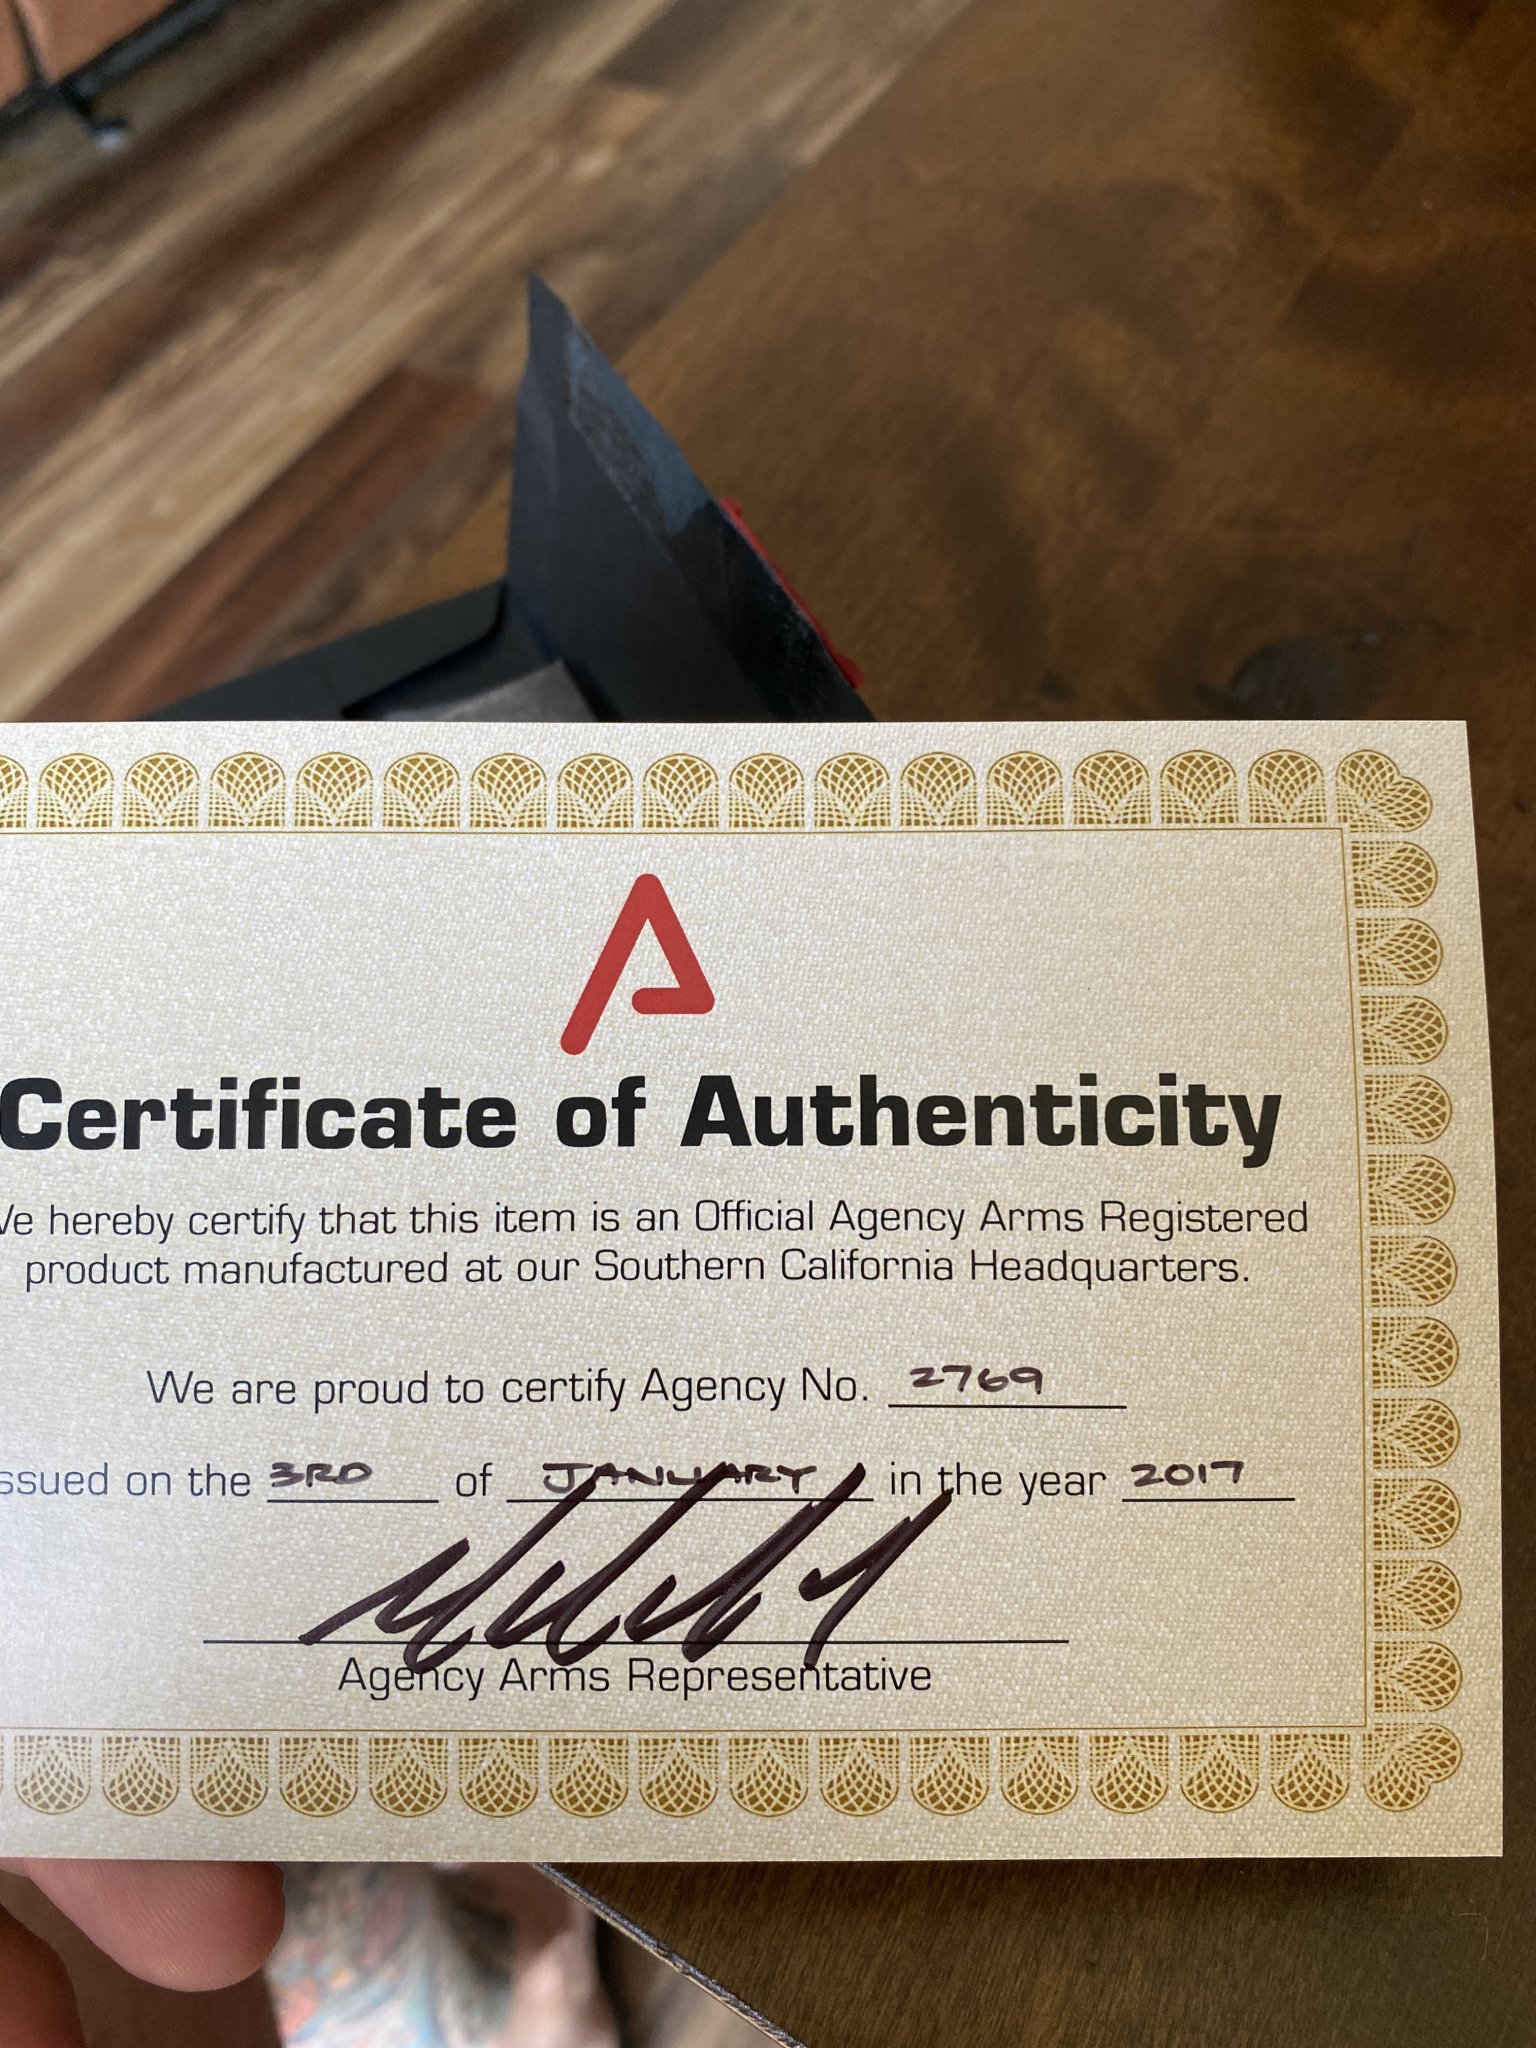 Certificate of Authenticity
We hereby certify that this item is an Official Agency Arms Registered
product manufactured at our Southern California Headquarters.
We are proud to certify Agency No. 2769
issued on the 3RD of JANUARY in the year 2017
Agency Arms Representative